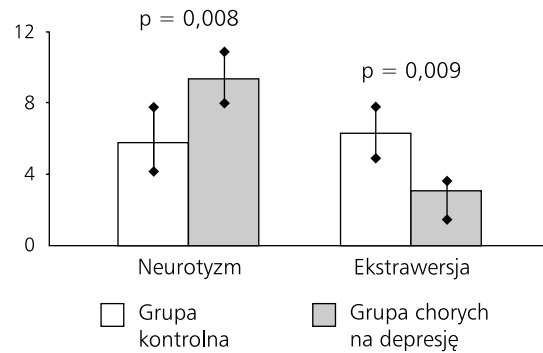 p = 0,008
p = 0,009
12
8
4
0
Neurotyzm
Ekstrawersja
Grupa
kontrolna
Grupa chorych
na depresję